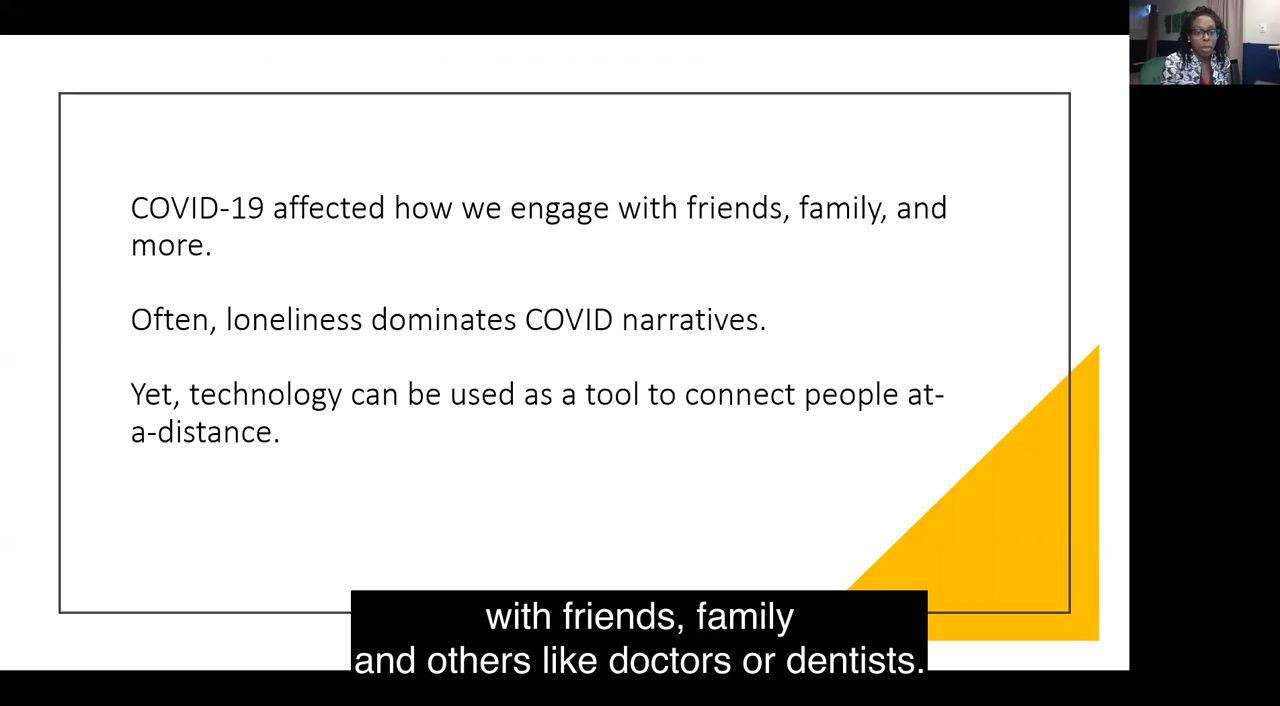 COVID-19 affected how we engage with friends, family, and
more.
Often, loneliness dominates COVID narratives.
Yet, technology can be used as a tool to connect people at-
a-distance.
with friends, family
and others like doctors or dentists.